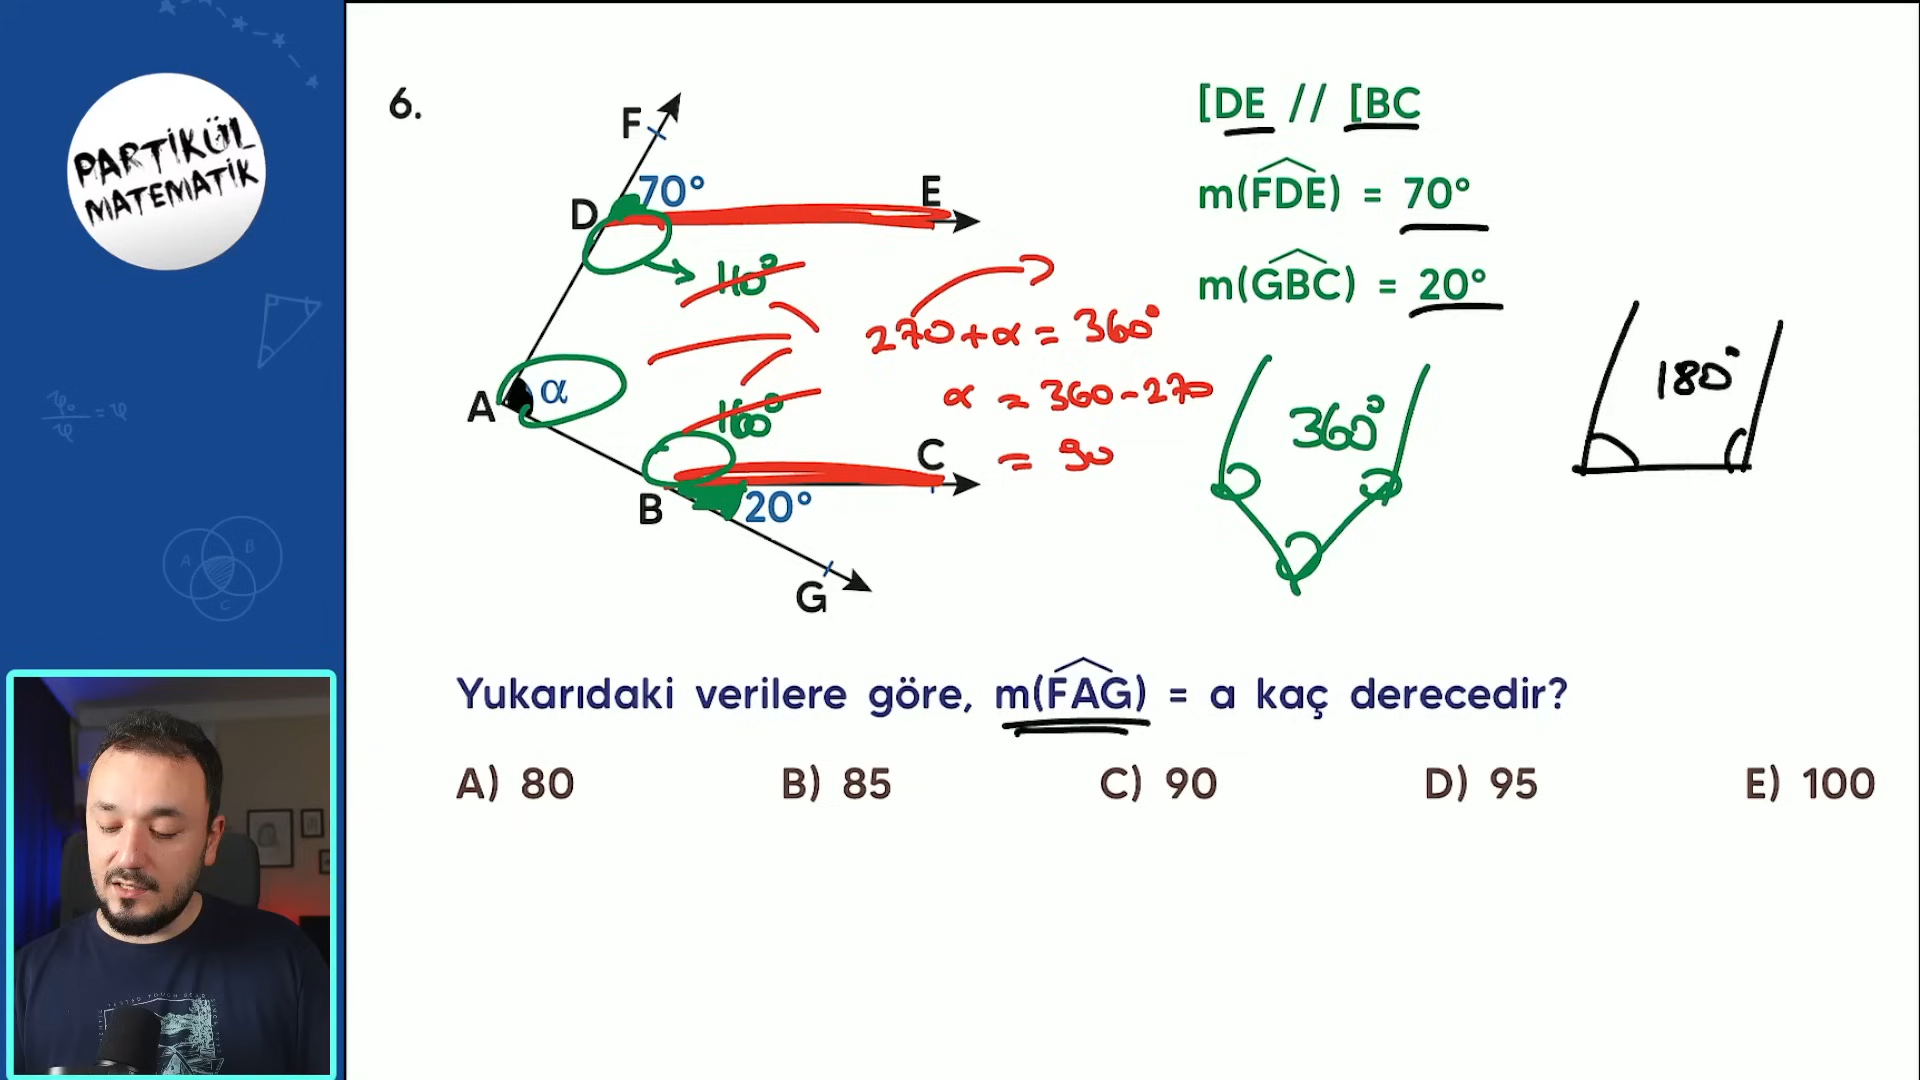 PARTİKÜL
MATEMATİK
6.
F
70°
D
E
110°
A
α
160°
B
C
20°
G
270+α = 360°
α = 360-270
= 90
[DE // [BC
m(FDE) = 70°
m(GBC) = 20°
360°
180°
Yukarıdaki verilere göre, m(FAG) = a kaç derecedir?
A) 80
B) 85
C) 90
D) 95
E) 100
A
B
C